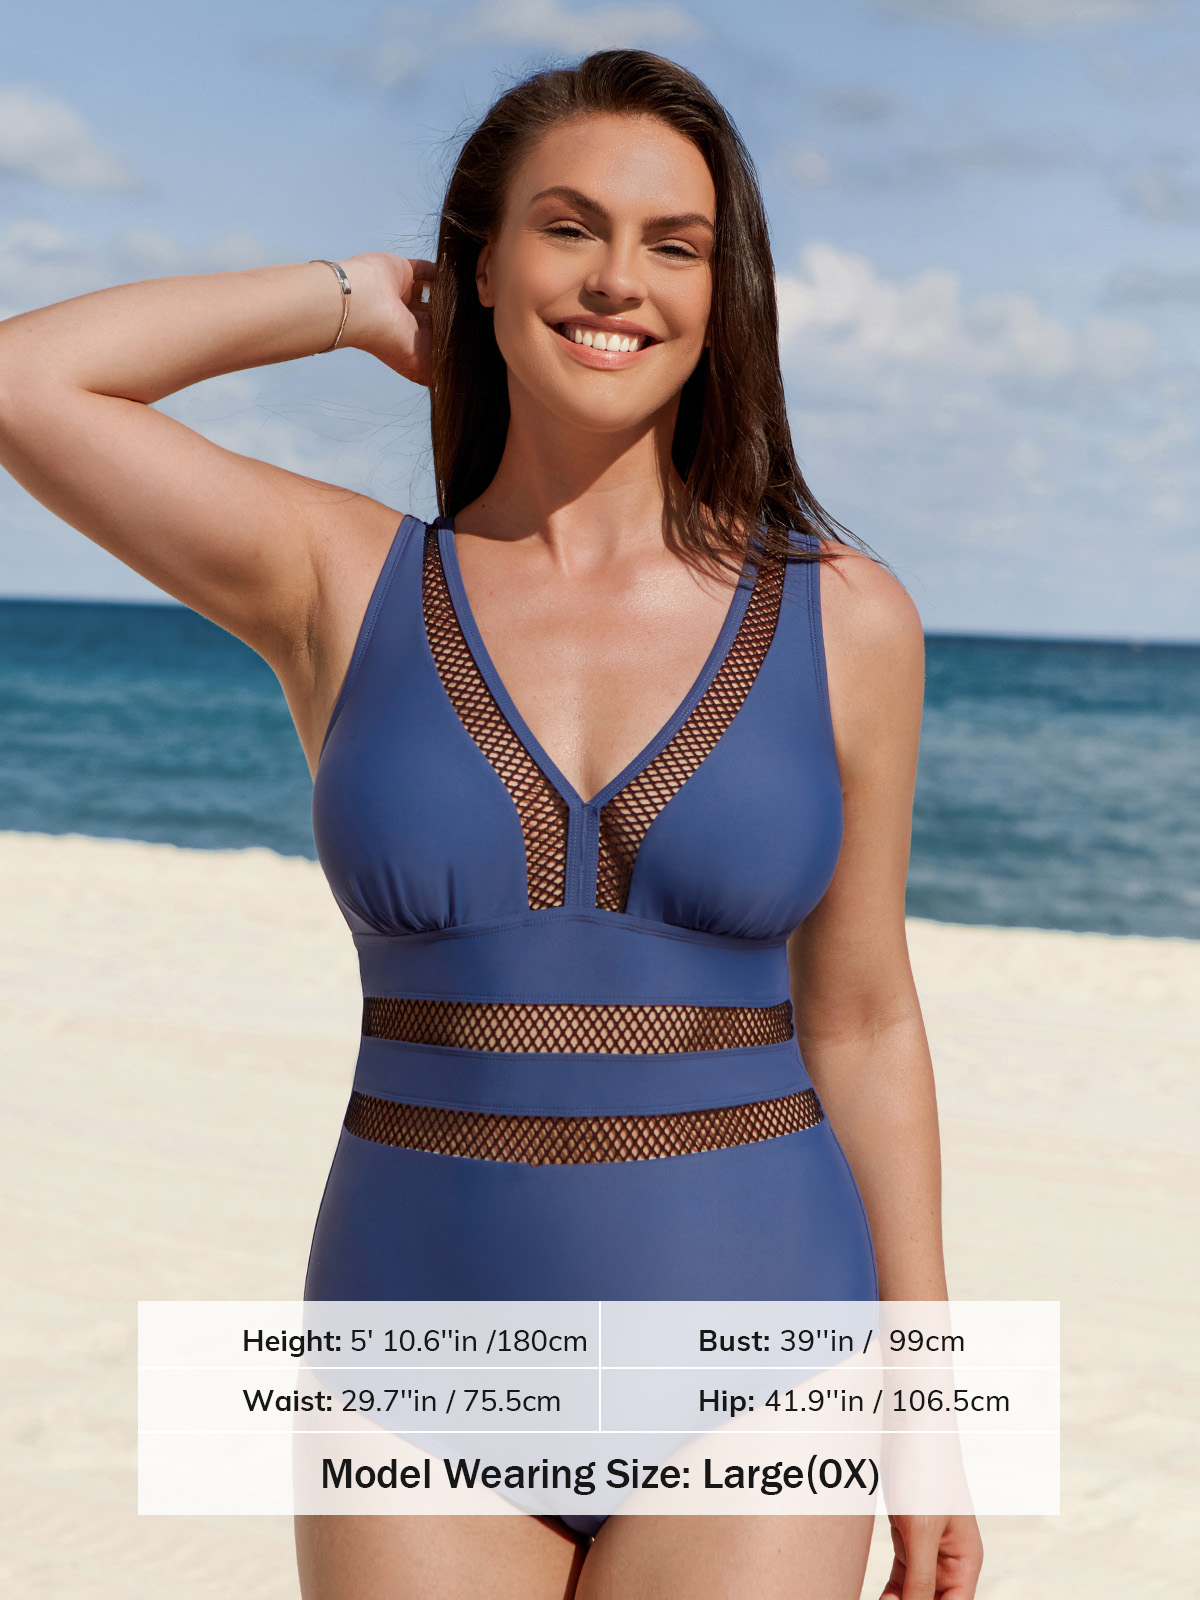 Height: 5' 10.6''in /180cm
Bust: 39''in / 99cm
Waist: 29.7''in / 75.5cm
Hip: 41.9''in / 106.5cm
Model Wearing Size: Large(0X)